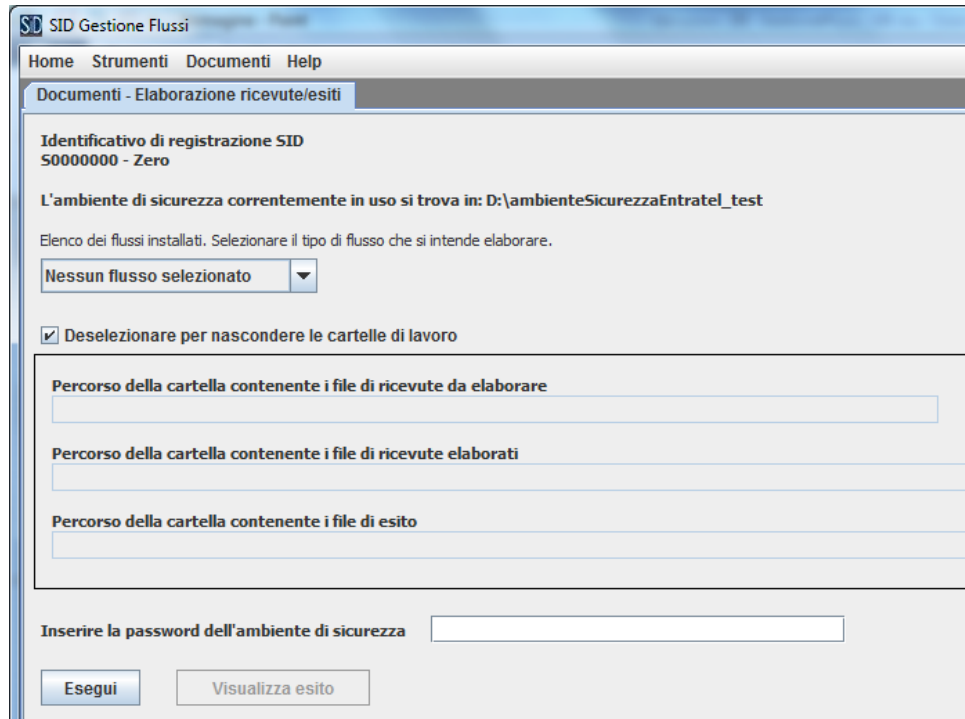 SID SID Gestione Flussi
Home Strumenti Documenti Help
Documenti - Elaborazione ricevute/esiti
Identificativo di registrazione SID
S0000000 - Zero
L'ambiente di sicurezza correntemente in uso si trova in: D:\ambienteSicurezzaEntratel_test
Elenco dei flussi installati. Selezionare il tipo di flusso che si intende elaborare.
Nessun flusso selezionato
Deselezionare per nascondere le cartelle di lavoro
Percorso della cartella contenente i file di ricevute da elaborare
Percorso della cartella contenente i file di ricevute elaborati
Percorso della cartella contenente i file di esito
Inserire la password dell'ambiente di sicurezza
Esegui Visualizza esito